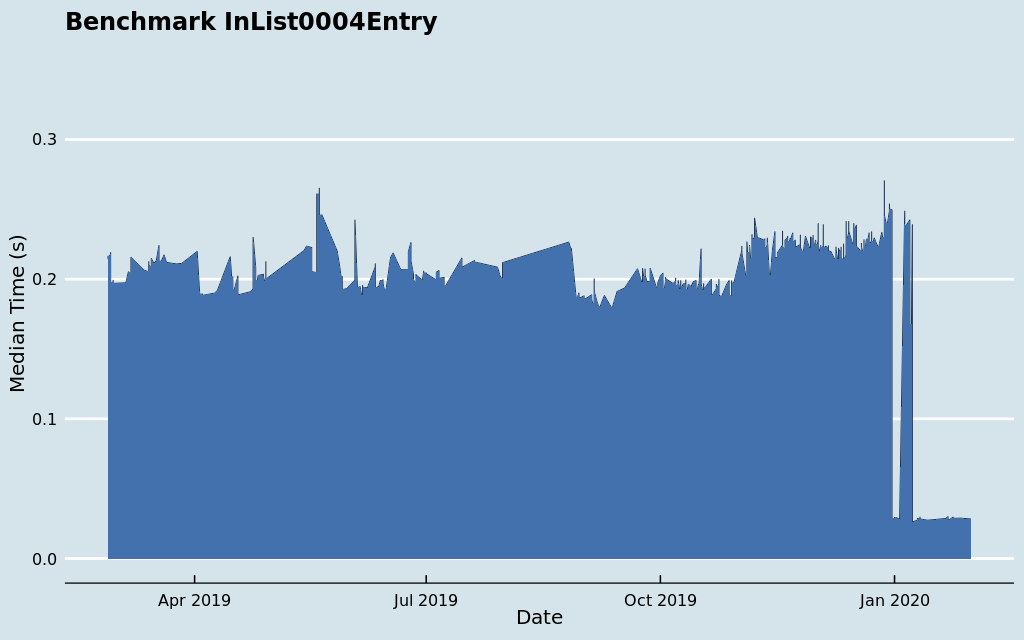 Benchmark InList0004Entry
Median Time (s)
0.3
0.2
0.1
0.0
Apr 2019
Jul 2019
Oct 2019
Jan 2020
Date